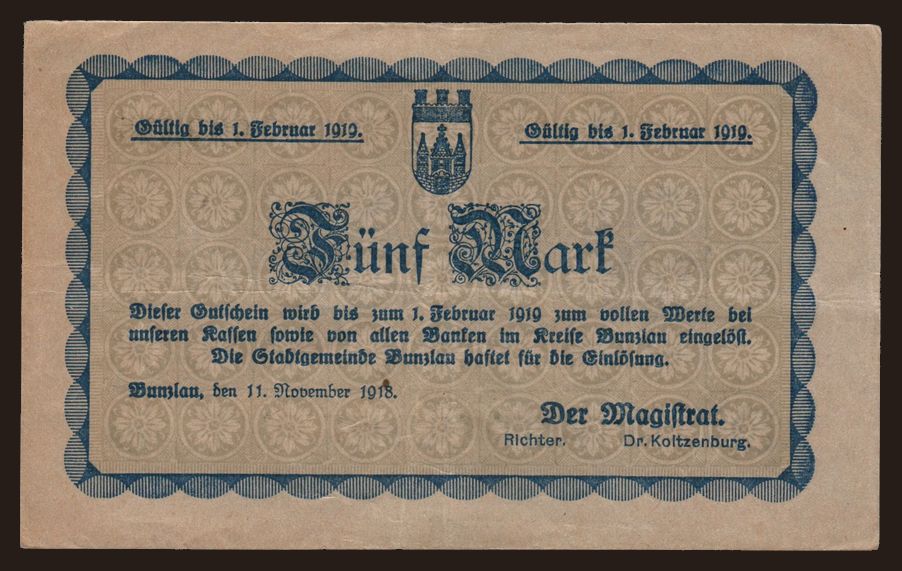 Gültig bis 1. Februar 1919. Gültig bis 1. Februar 1919.
Fünf Mark
Dieser Gutschein wird bis zum 1. Februar 1919 zum vollen Werte bei
unseren Kassen sowie von allen Banken im Kreise Bunzlau eingelöst.
Die Stadtgemeinde Bunzlau haftet für die Einlösung.
Bunzlau, den 11. November 1918.
Der Magistrat.
Richter. Dr. Koltzenburg.